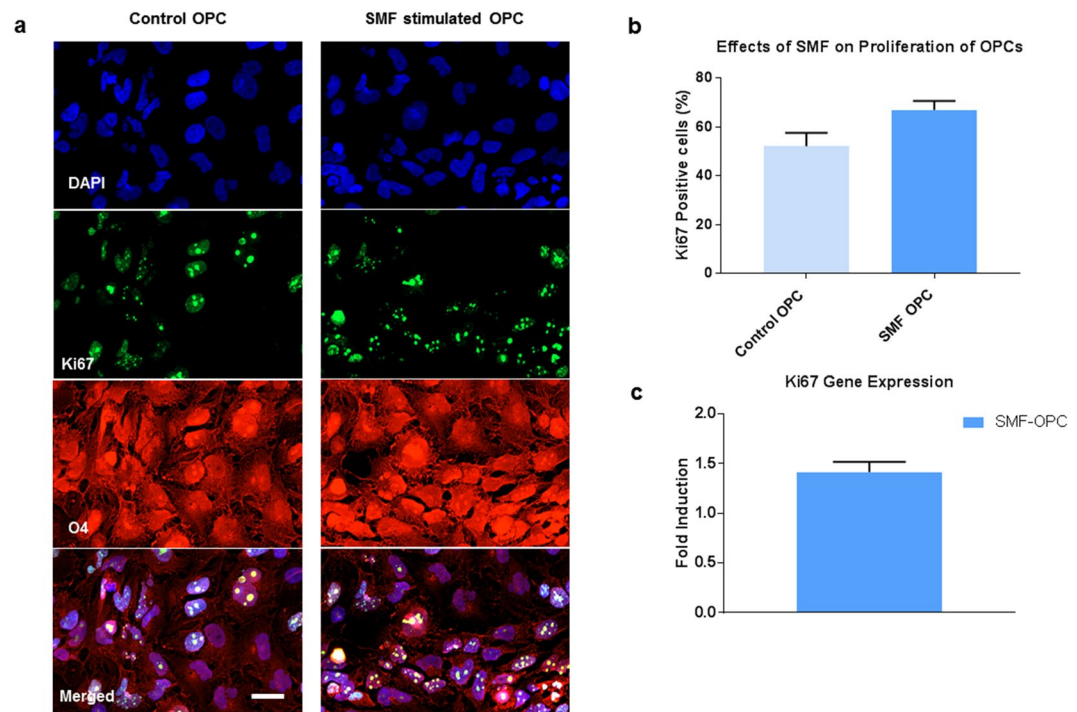 a
Control OPC
SMF stimulated OPC
DAPI
Ki67
O4
Merged
b
Effects of SMF on Proliferation of OPCs
Ki67 Positive cells (%)
80
60
40
20
0
Control OPC
SMF OPC
c
Ki67 Gene Expression
Fold Induction
2.0
1.5
1.0
0.5
0.0
SMF-OPC